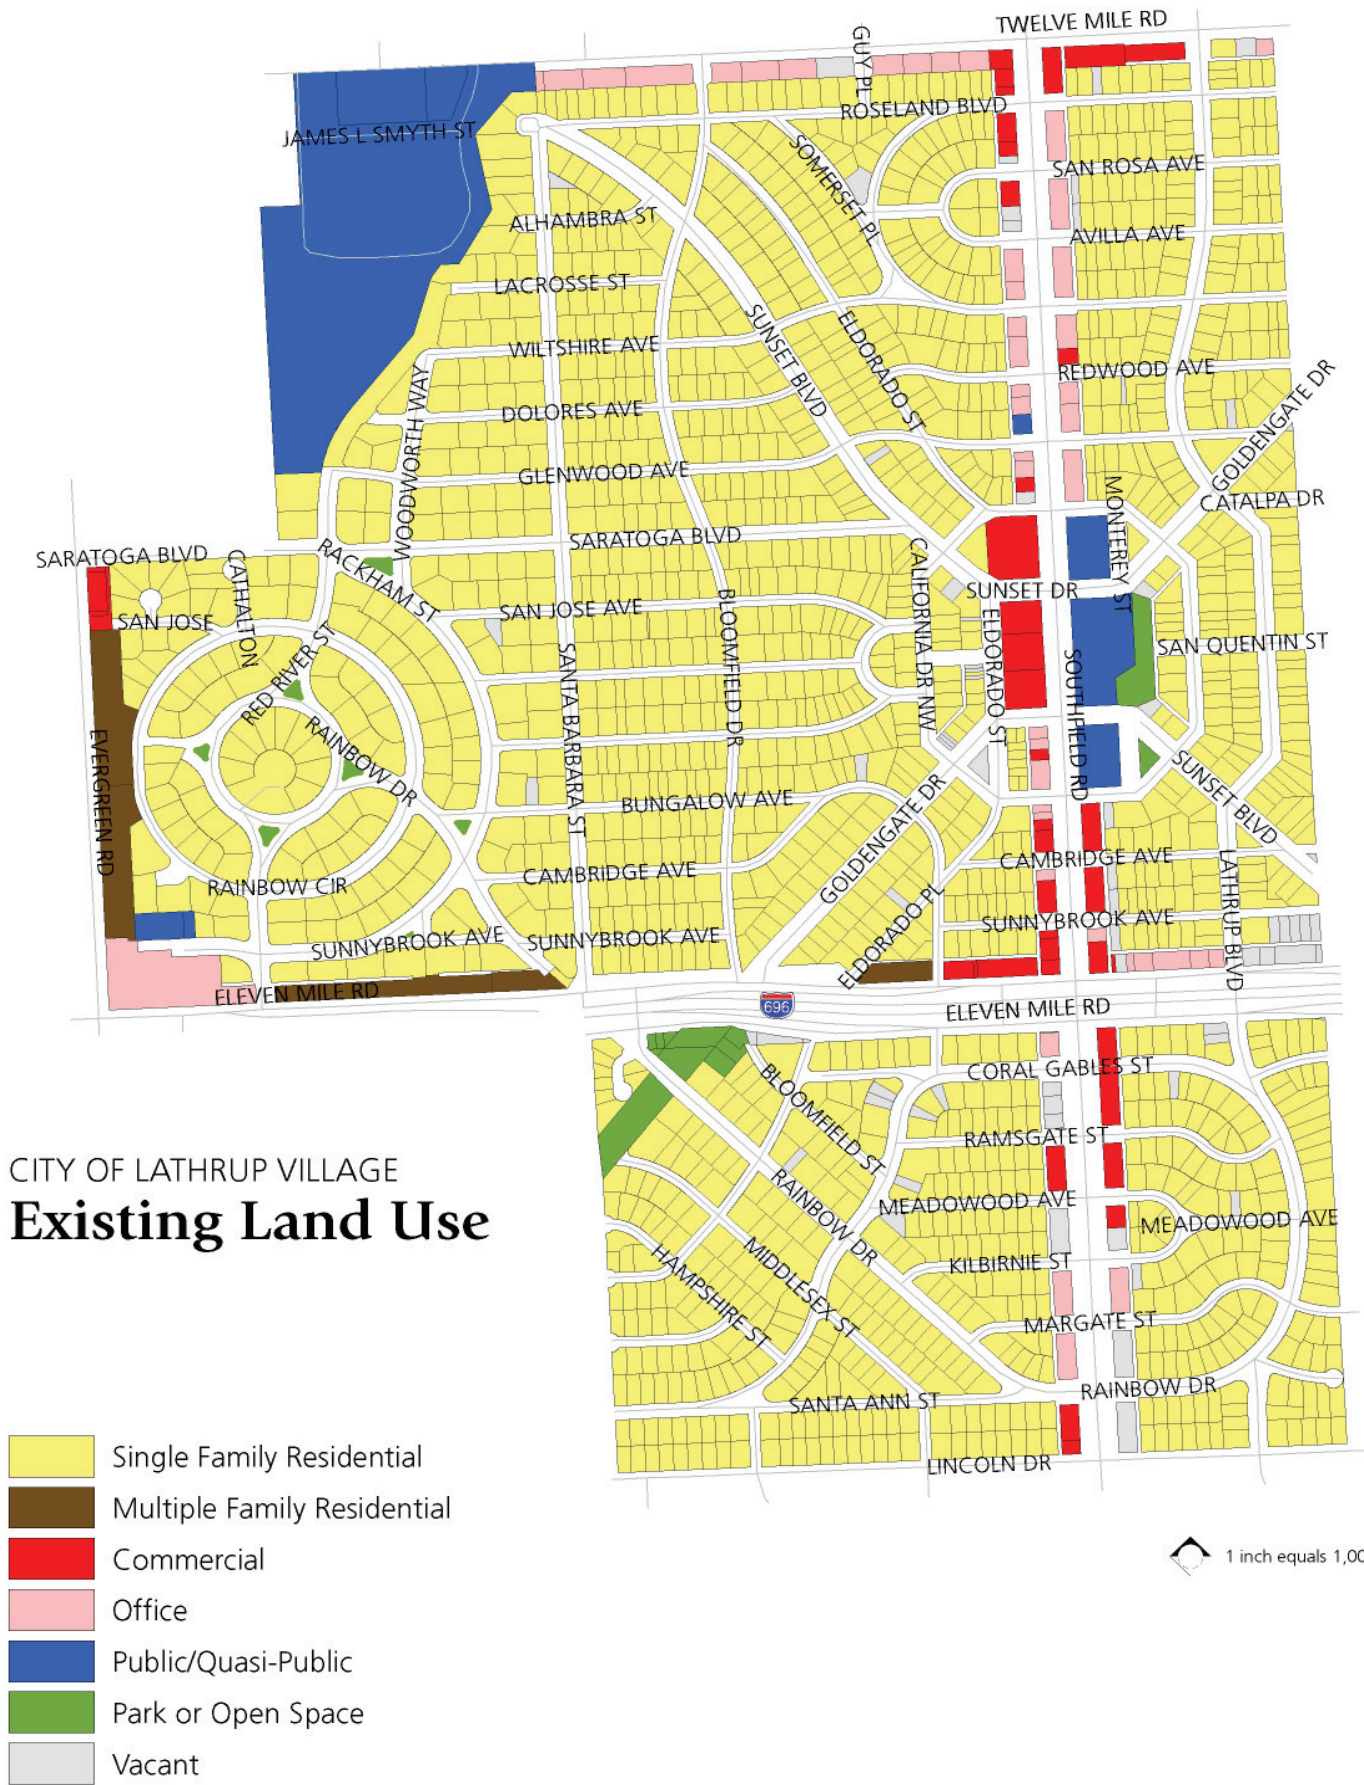 TWELVE MILE RD
GUY PL
ROSELAND BLVD
JAMES L SMYTH ST
SOMERSET PL
SAN ROSA AVE
ALHAMBRA ST
AVILLA AVE
LACROSSE ST
SUNSET BLVD
ELDORADO ST
WILTSHIRE AVE
REDWOOD AVE
GOLDENGATE DR
WOODWORTH WAY
DOLORES AVE
GLENWOOD AVE
MONTEREY ST
CATALPA DR
SARATOGA BLVD
SARATOGA BLVD
CATHALTON
RACKHAM ST
CALIFORNIA DR NW
SUNSET DR
SAN JOSE
SAN JOSE AVE
BLOOMFIELD DR
ELDORADO ST
RED RIVER ST
SANTA BARBARA ST
SOUTHFIELD RD
SAN QUENTIN ST
EVERGREEN RD
RAINBOW DR
SUNSET BLVD
BUNGALOW AVE
GOLDENGATE DR
CAMBRIDGE AVE
CAMBRIDGE AVE
LATHRUP BLVD
RAINBOW CIR
ELDORADO PL
SUNNYBROOK AVE
SUNNYBROOK AVE
SUNNYBROOK AVE
ELEVEN MILE RD
696
ELEVEN MILE RD
BLOOMFIELD ST
CORAL GABLES ST
RAMSGATE ST
RAINBOW DR
MEADOWOOD AVE
MEADOWOOD AVE
HAMPSHIRE ST
MIDDLESEX ST
KILBIRNIE ST
MARGATE ST
RAINBOW DR
SANTA ANN ST
LINCOLN DR
CITY OF LATHRUP VILLAGE
Existing Land Use
Single Family Residential
Multiple Family Residential
Commercial
Office
Public/Quasi-Public
Park or Open Space
Vacant
1 inch equals 1,00